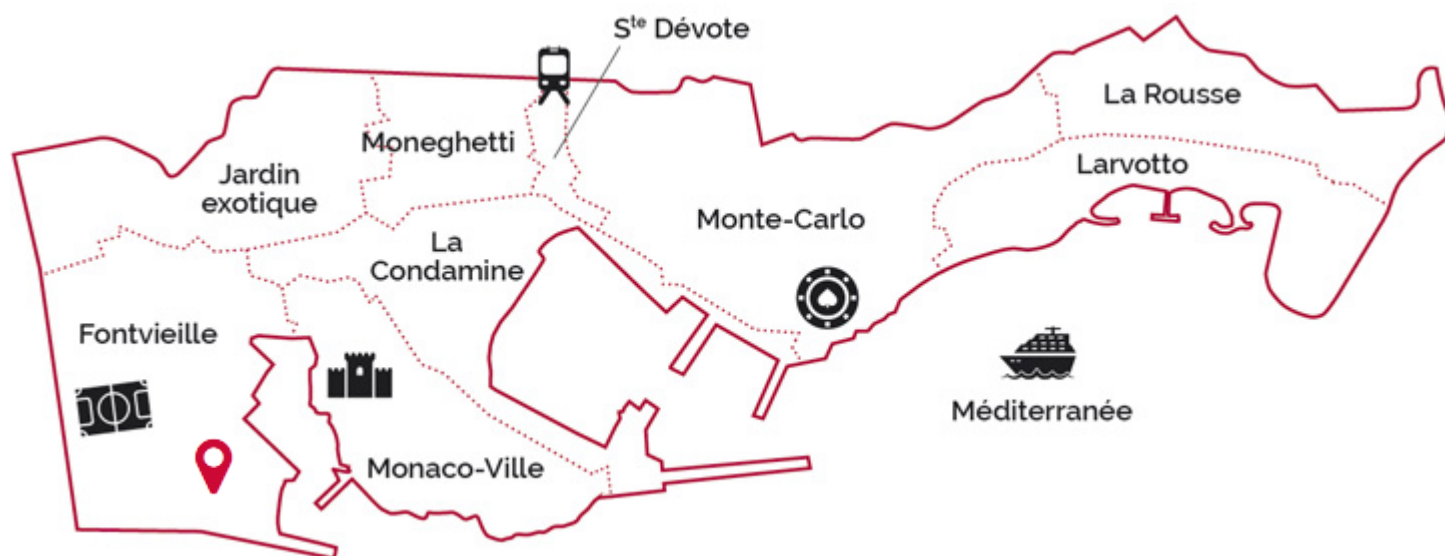 Sᵗᵉ Dévote
La Rousse
Moneghetti
Larvotto
Jardin
exotique
Monte-Carlo
La
Condamine
Fontvieille
Méditerranée
Monaco-Ville